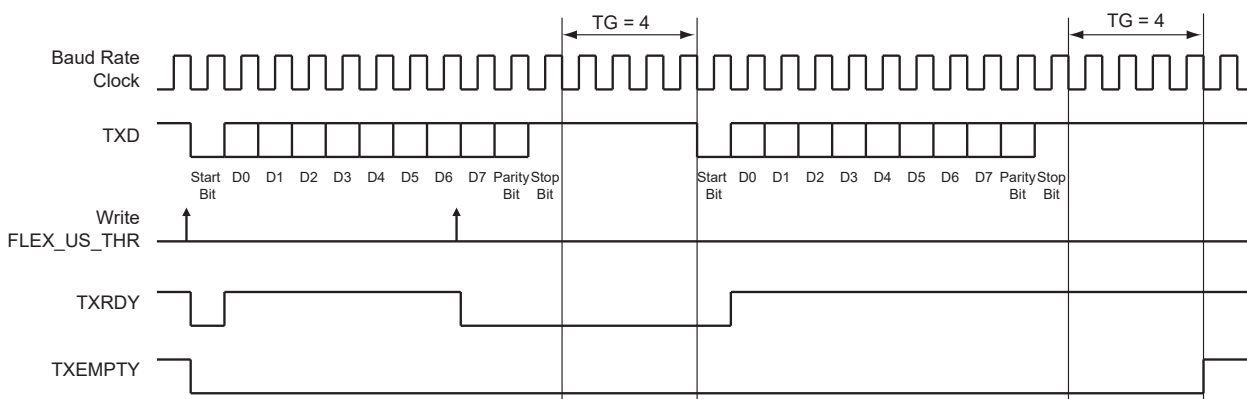 TG = 4
TG = 4
Baud Rate
Clock
TXD
Start D0 D1 D2 D3 D4 D5 D6 D7 Parity Stop Start D0 D1 D2 D3 D4 D5 D6 D7 Parity Stop
Bit Bit Bit Bit Bit Bit
Write
FLEX_US_THR
TXRDY
TXEMPTY